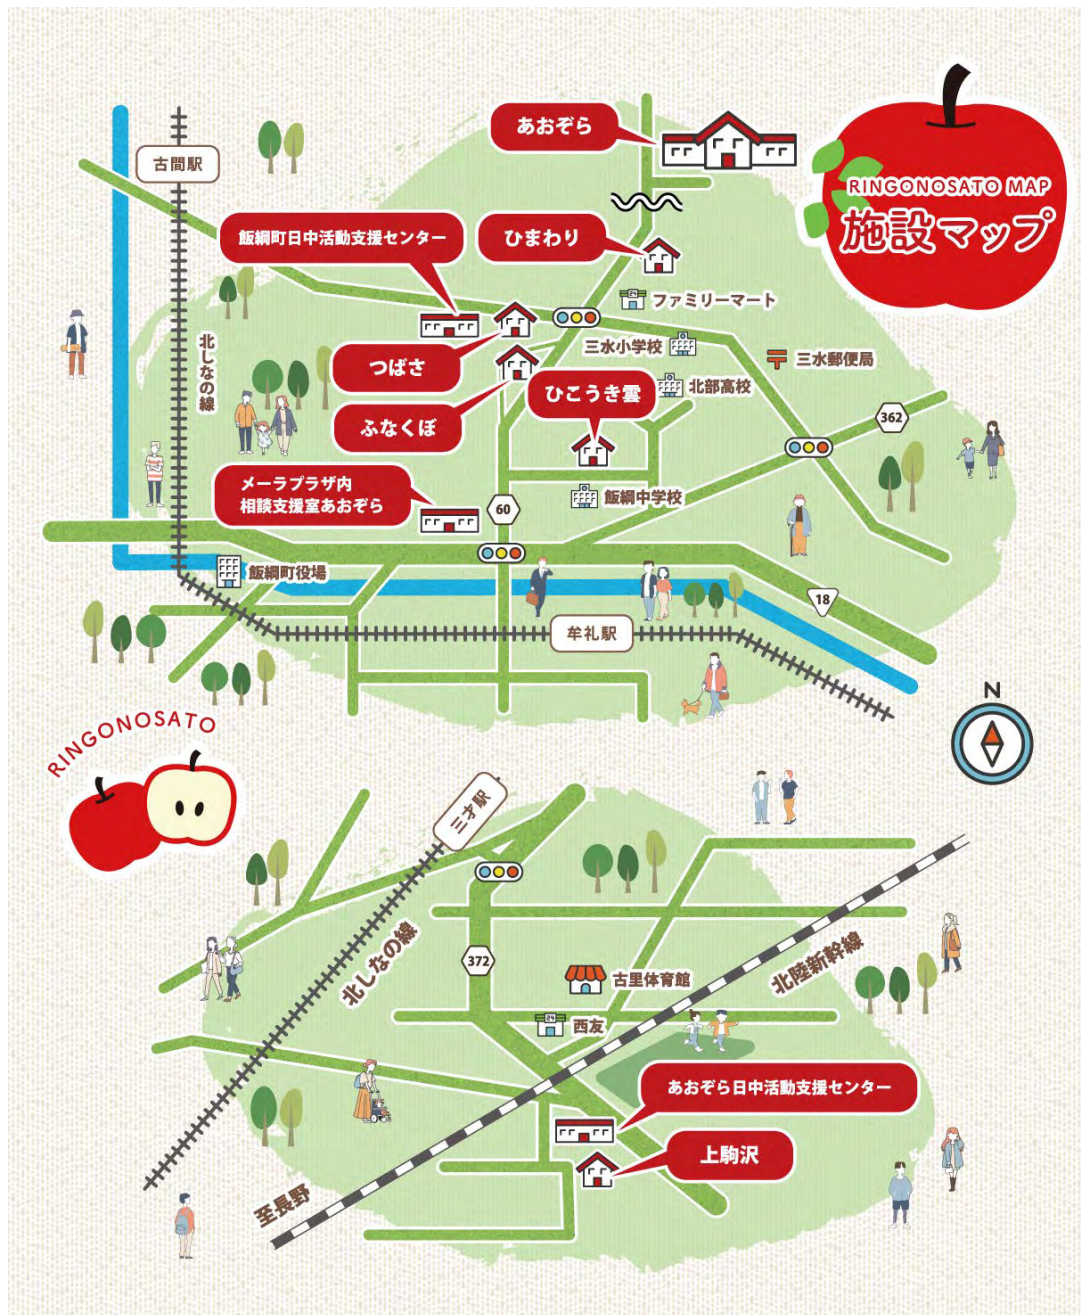 あおぞら
RINGONOSATO MAP
施設マップ
古間駅
飯綱町日中活動支援センター
ひまわり
24
ファミリーマート
北しなの線
三水小学校
三水郵便局
つばさ
ひこうき雲
北部高校
ふなくぼ
362
メーラプラザ内
相談支援室あおぞら
飯綱中学校
60
飯綱町役場
18
牟礼駅
N
RINGONOSATO
三才駅
北しなの線
372
古里体育館
北陸新幹線
24
西友
あおぞら日中活動支援センター
上駒沢
至長野